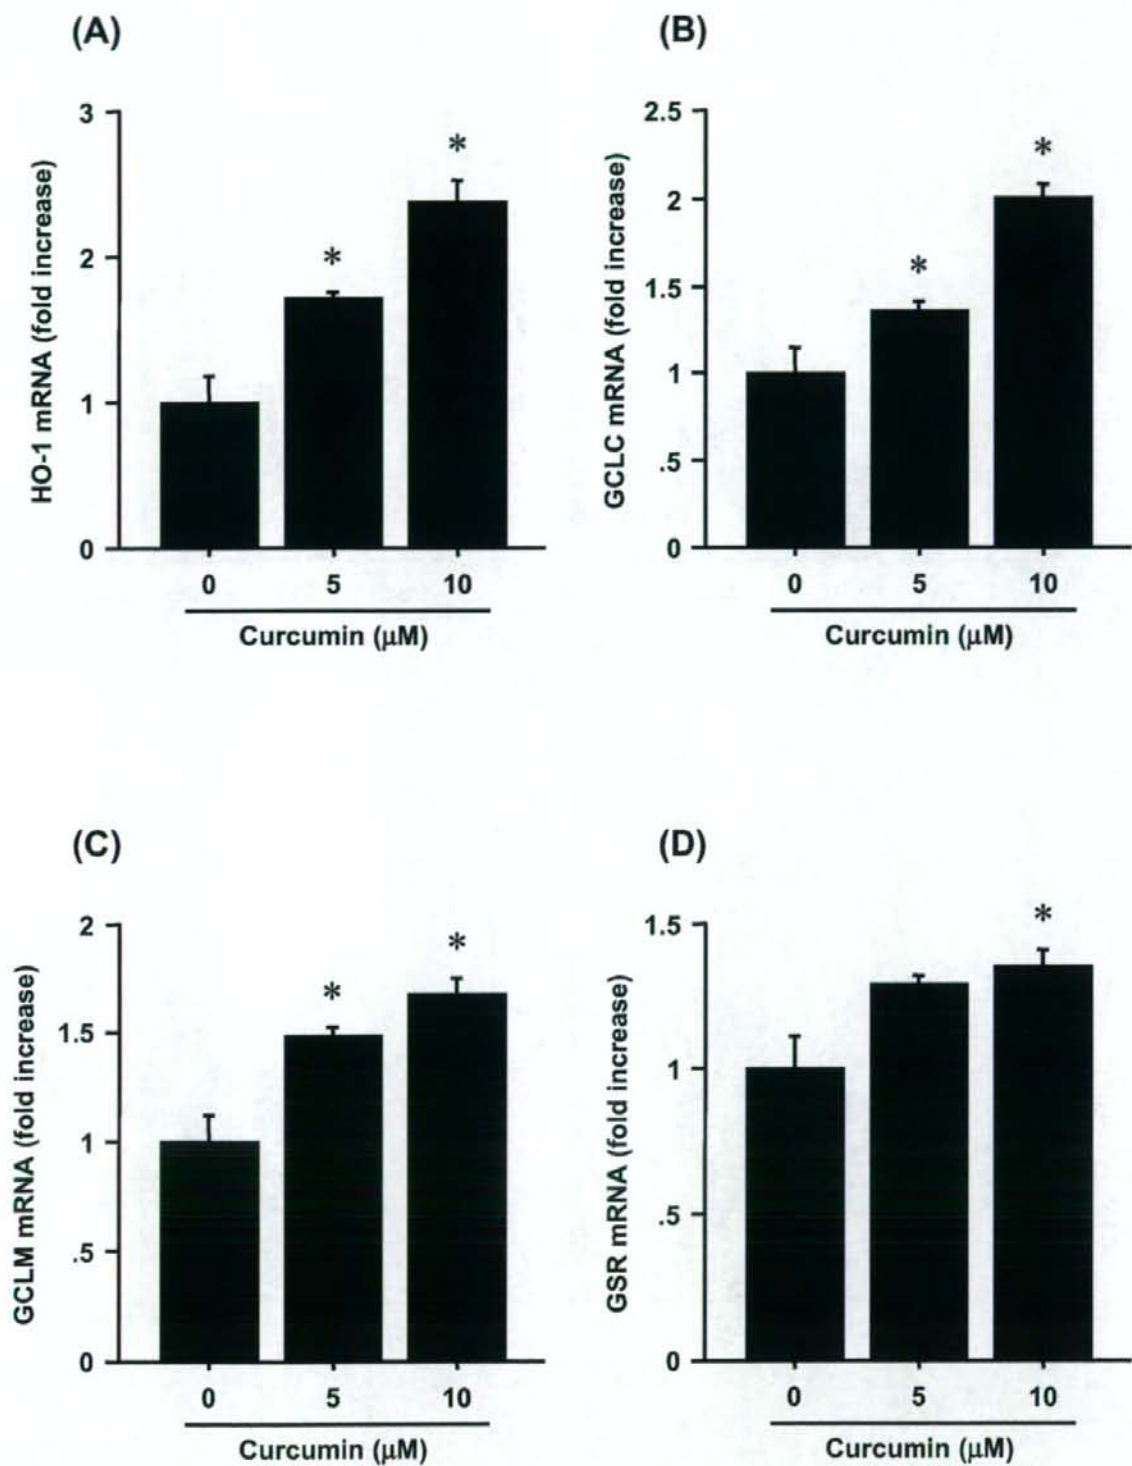 (A)
HO-1 mRNA (fold increase)
3
2
1
0
*
*
0 5 10
Curcumin (μM)
(B)
GCLC mRNA (fold increase)
2.5
2
1.5
1
.5
0
*
*
0 5 10
Curcumin (μM)
(C)
GCLM mRNA (fold increase)
2
1.5
1
.5
0
*
*
0 5 10
Curcumin (μM)
(D)
GSR mRNA (fold increase)
1.5
1
.5
0
*
0 5 10
Curcumin (μM)